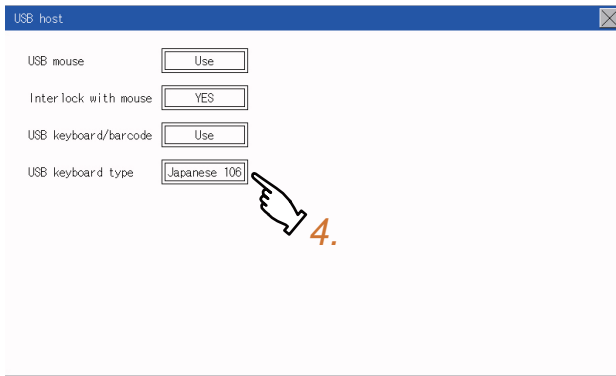 USB host
USB mouse Use
Interlock with mouse YES
USB keyboard/barcode Use
USB keyboard type Japanese 106
4.